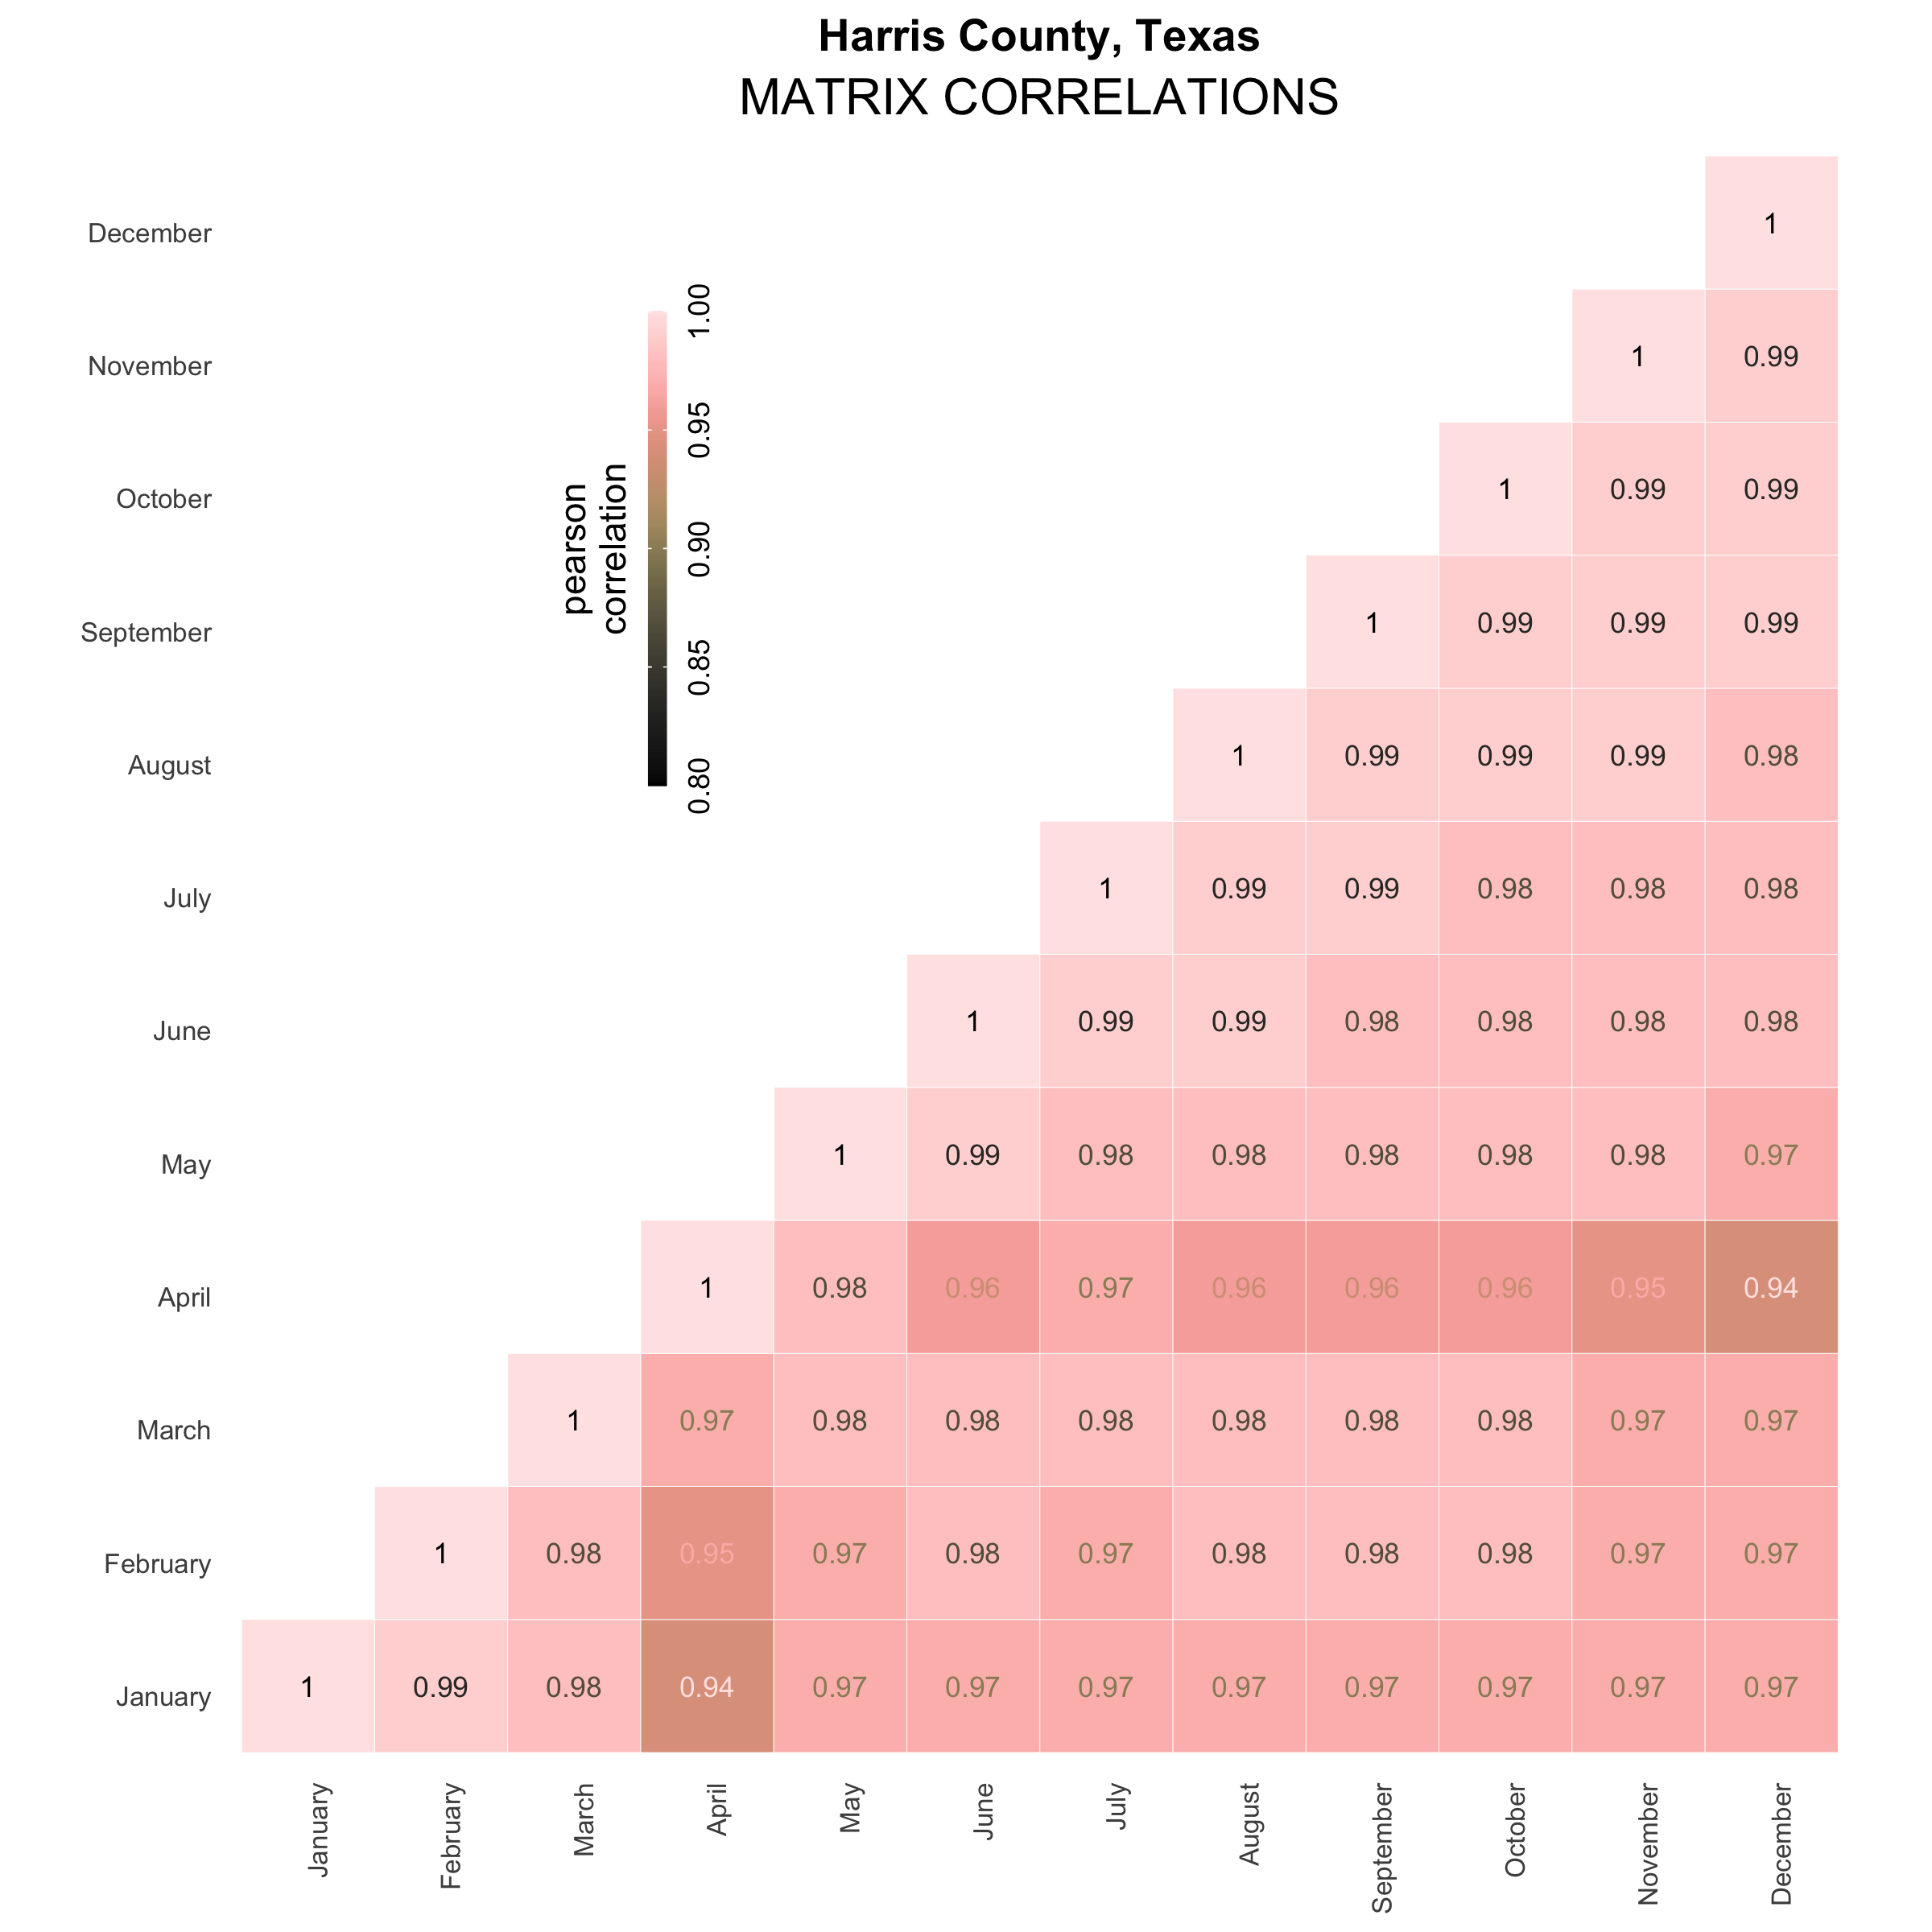 Harris County, Texas
MATRIX CORRELATIONS
December 1
November 1 0.99
October 1 0.99 0.99
September 1 0.99 0.99 0.99
August 1 0.99 0.99 0.99 0.98
July 1 0.99 0.99 0.98 0.98 0.98
June 1 0.99 0.99 0.98 0.98 0.98 0.98
May 1 0.99 0.98 0.98 0.98 0.98 0.98 0.97
April 1 0.98 0.96 0.97 0.96 0.96 0.96 0.95 0.94
March 1 0.97 0.98 0.98 0.98 0.98 0.98 0.98 0.97 0.97
February 1 0.98 0.95 0.97 0.98 0.97 0.98 0.98 0.98 0.97 0.97
January 1 0.99 0.98 0.94 0.97 0.97 0.97 0.97 0.97 0.97 0.97 0.97
January February March April May June July August September October November December
pearson
correlation
0.80 0.85 0.90 0.95 1.00